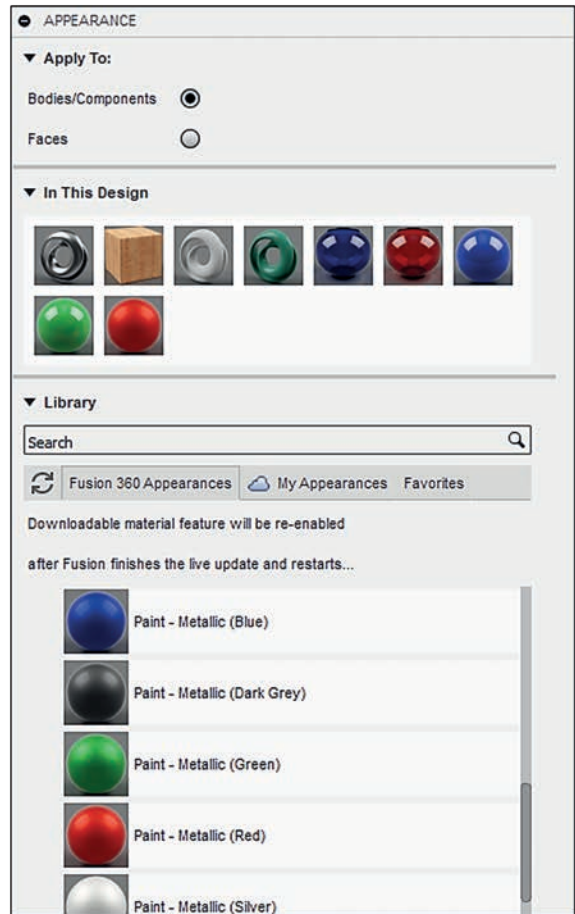 APPEARANCE
Apply To:
Bodies/Components
Faces
In This Design
Library
Search
Fusion 360 Appearances My Appearances Favorites
Downloadable material feature will be re-enabled
after Fusion finishes the live update and restarts...
Paint - Metallic (Blue)
Paint - Metallic (Dark Grey)
Paint - Metallic (Green)
Paint - Metallic (Red)
Paint - Metallic (Silver)